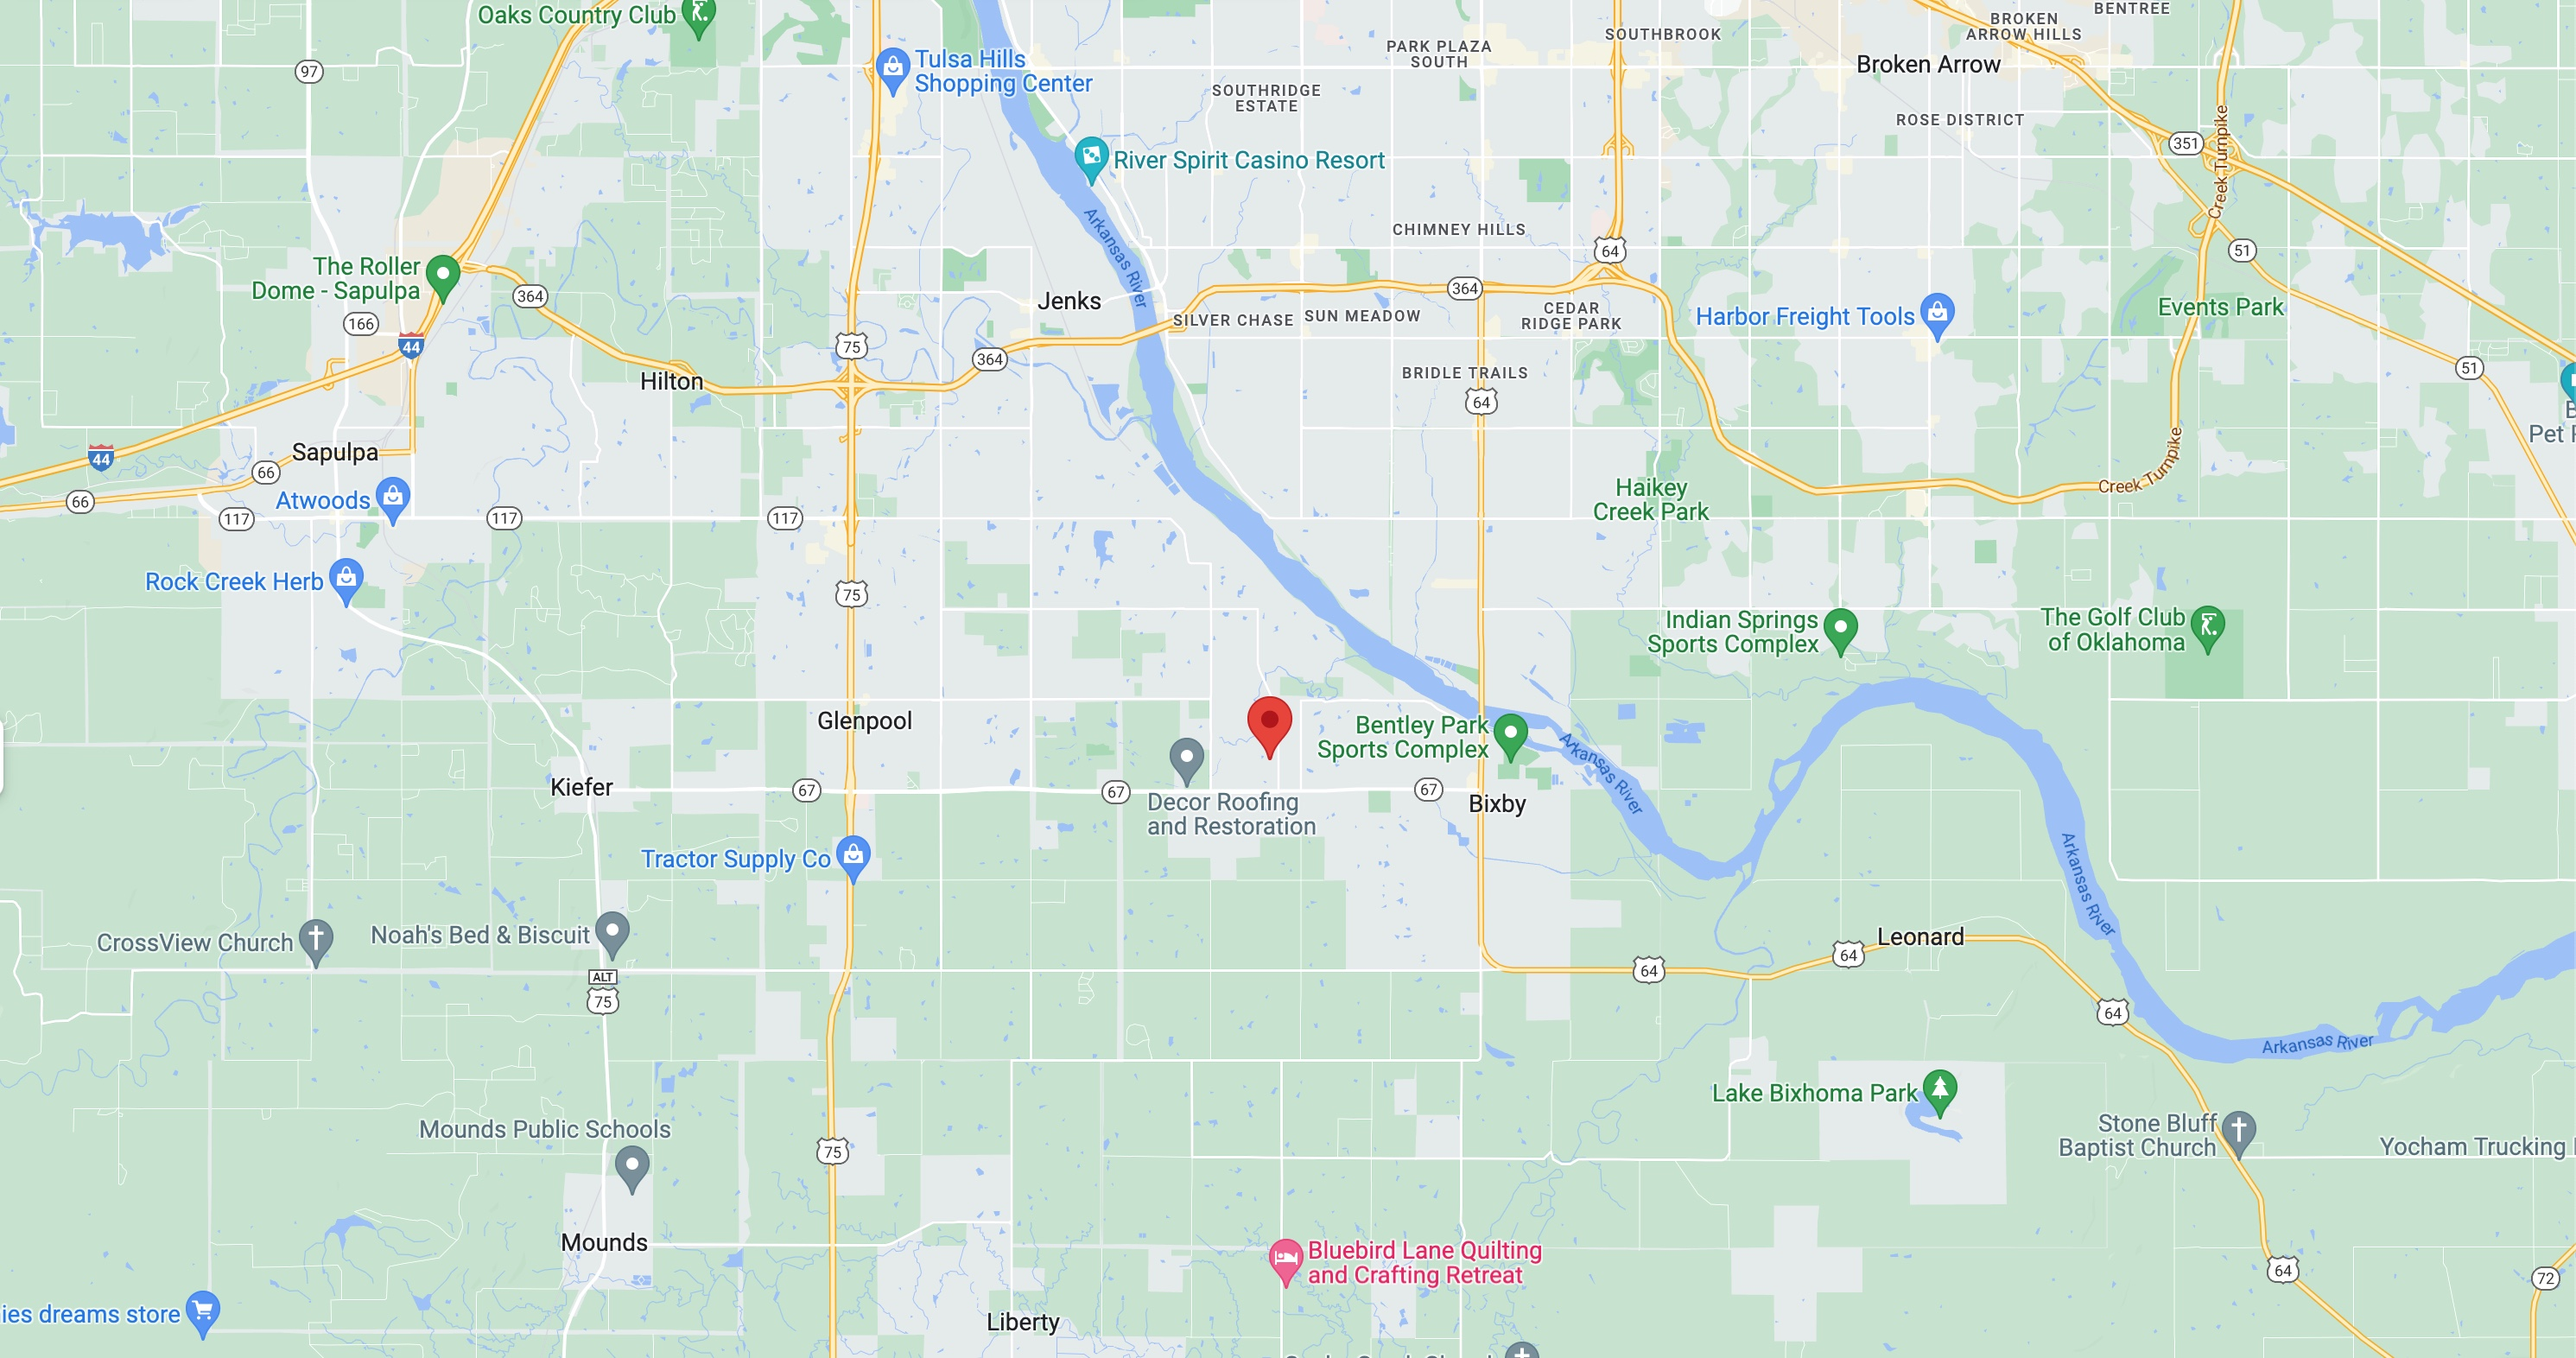 Oaks Country Club
BENTREE
BROKEN
ARROW HILLS
97
Tulsa Hills
Shopping Center
PARK PLAZA
SOUTH
SOUTHBROOK
Broken Arrow
SOUTHRIDGE
ESTATE
ROSE DISTRICT
351
Creek Turnpike
River Spirit Casino Resort
Arkansas River
CHIMNEY HILLS
64
51
The Roller
Dome - Sapulpa
364
364
Jenks
SILVER CHASE
SUN MEADOW
CEDAR
RIDGE PARK
Harbor Freight Tools
Events Park
166
44
75
364
51
Hilton
BRIDLE TRAILS
64
Pet
44
Sapulpa
66
66
Atwoods
117
117
117
Haikey
Creek Park
Creek Turnpike
Rock Creek Herb
75
Indian Springs
Sports Complex
The Golf Club
of Oklahoma
Glenpool
Bentley Park
Sports Complex
Arkansas River
Kiefer
67
67
67
Decor Roofing
and Restoration
Bixby
Tractor Supply Co
Arkansas River
CrossView Church
Noah's Bed & Biscuit
ALT
75
64
64
Leonard
64
Arkansas River
Lake Bixhoma Park
Mounds Public Schools
75
Stone Bluff
Baptist Church
Yocham Trucking
Mounds
Bluebird Lane Quilting
and Crafting Retreat
64
72
ies dreams store
Liberty